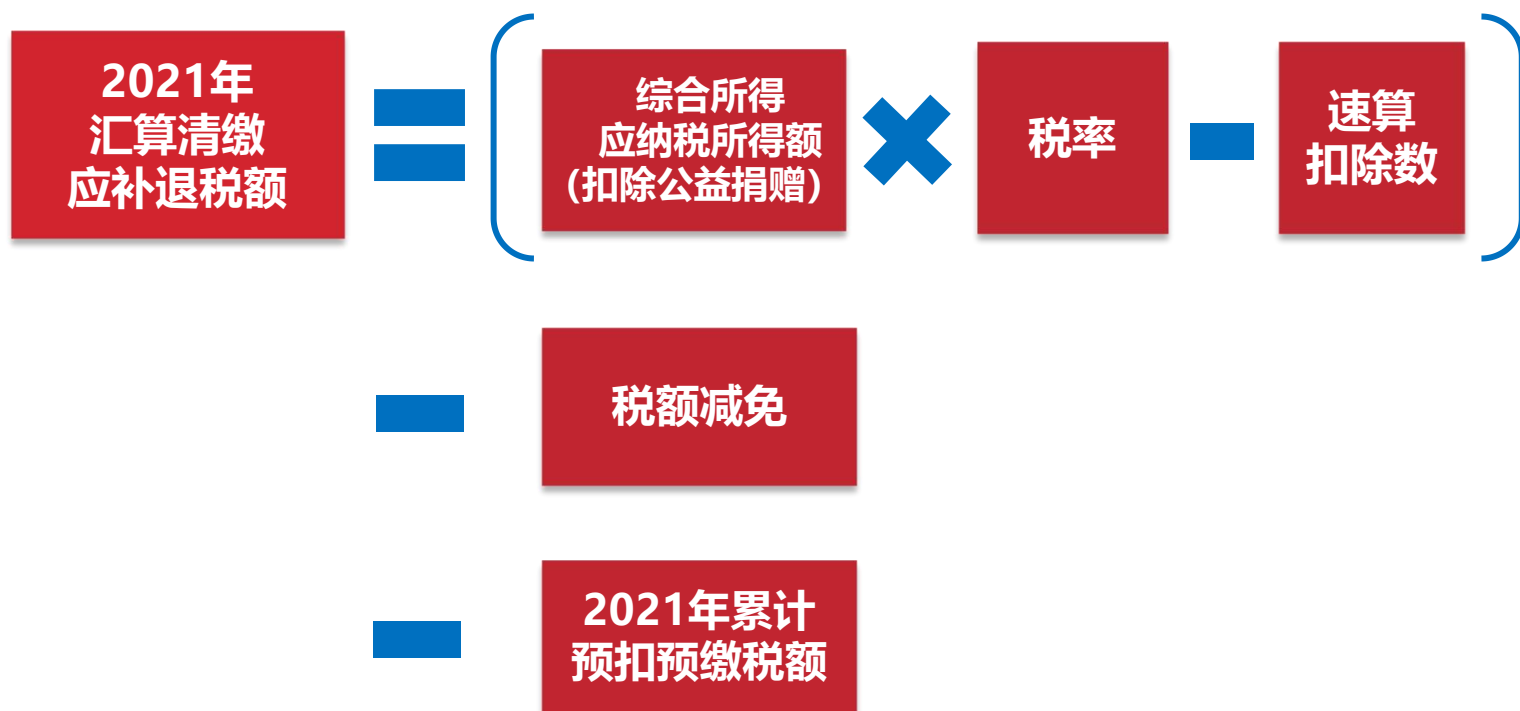 2021年
汇算清缴
应补退税额
综合所得
应纳税所得额
(扣除公益捐赠)
税率
速算
扣除数
税额减免
2021年累计
预扣预缴税额